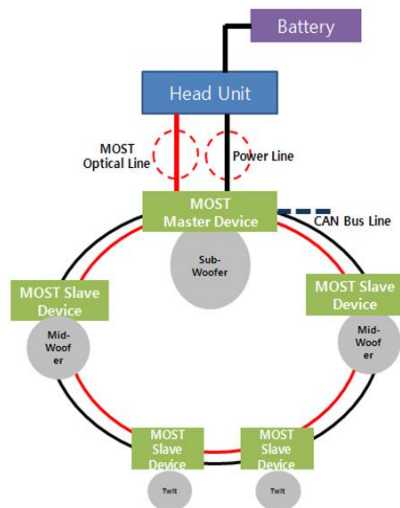 Battery
Head Unit
MOST
Optical Line
Power Line
MOST
Master Device
CAN Bus Line
Sub-
Woofer
MOST Slave
Device
MOST Slave
Device
Mid-
Woof
er
Mid-
Woof
er
MOST
Slave
Device
MOST
Slave
Device
Twit
Twit